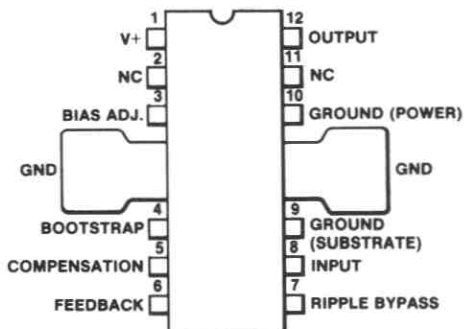 1 12
V+ OUTPUT
2 11
NC NC
3 10
BIAS ADJ. GROUND (POWER)
GND GND
4 9
BOOTSTRAP GROUND
(SUBSTRATE)
5 8
COMPENSATION INPUT
6 7
FEEDBACK RIPPLE BYPASS